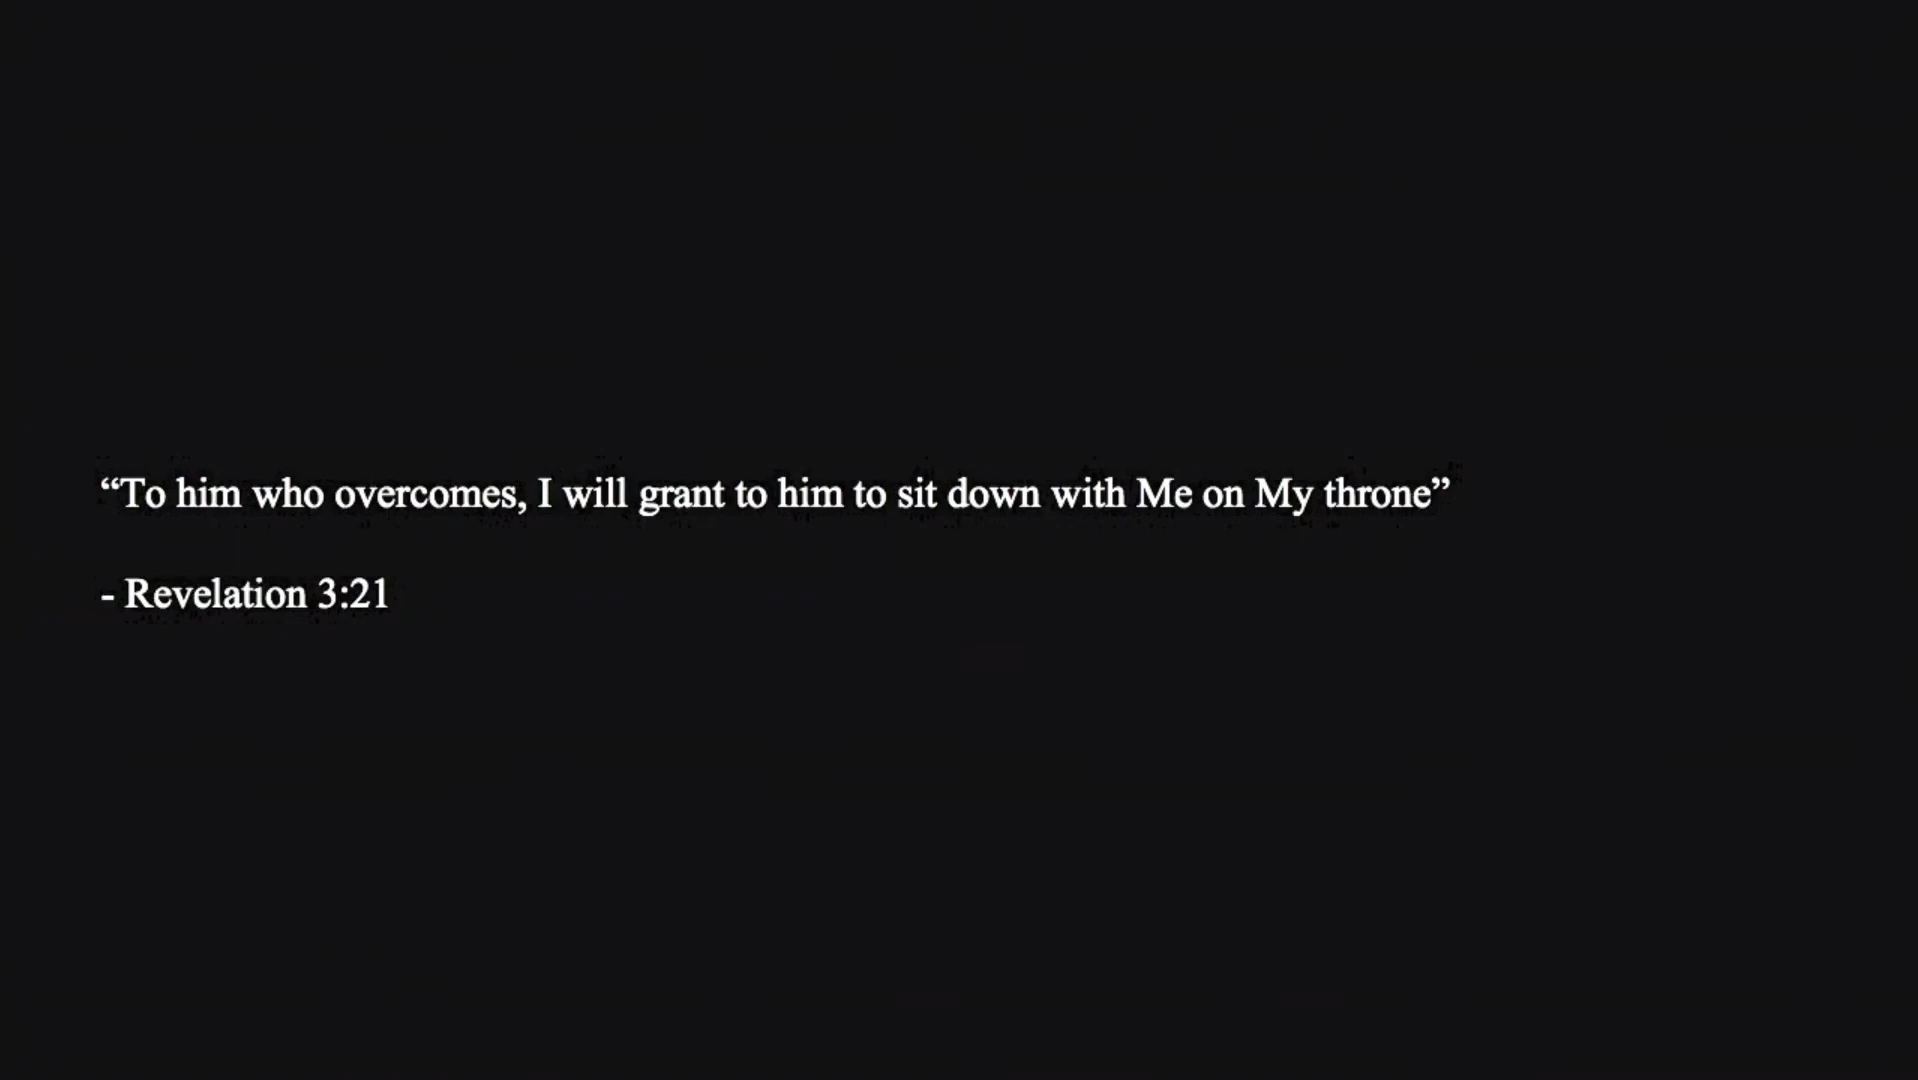 “To him who overcomes, I will grant to him to sit down with Me on My throne”
- Revelation 3:21